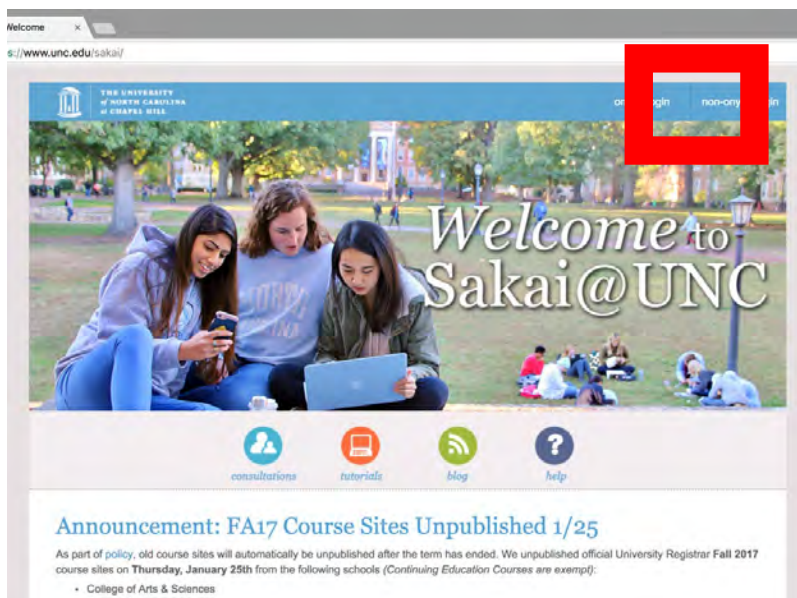 Welcome ×
s://www.unc.edu/sakai/
THE UNIVERSITY
of NORTH CAROLINA
at CHAPEL HILL
non-ony
Welcome to
Sakai@UNC
consultations tutorials blog help
Announcement: FA17 Course Sites Unpublished 1/25
As part of policy, old course sites will automatically be unpublished after the term has ended. We unpublished official University Registrar Fall 2017
course sites on Thursday, January 25th from the following schools (Continuing Education Courses are exempt):
• College of Arts & Sciences